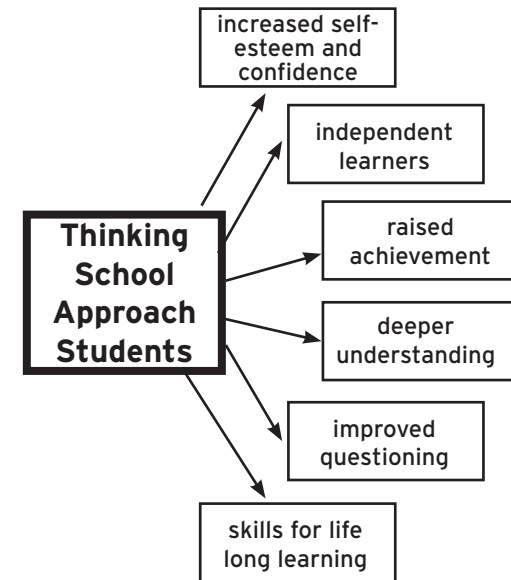 increased self-
esteem and
confidence
independent
learners
Thinking
School
Approach
Students
raised
achievement
deeper
understanding
improved
questioning
skills for life
long learning